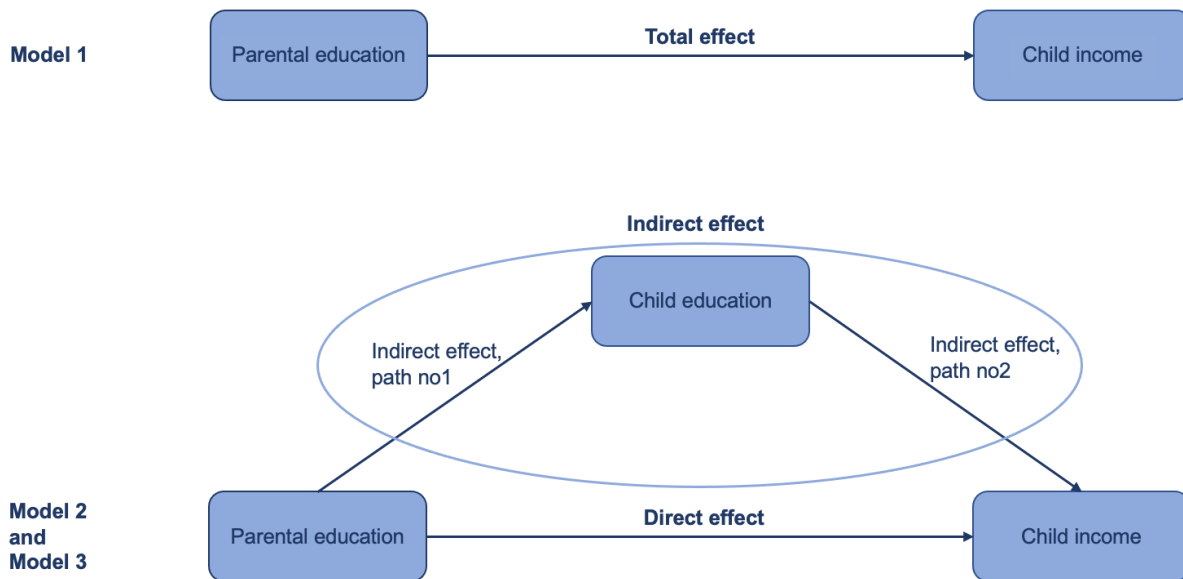 Model 1
Parental education
Total effect
Child income
Indirect effect
Child education
Indirect effect,
path no1
Indirect effect,
path no2
Model 2
and
Model 3
Parental education
Direct effect
Child income